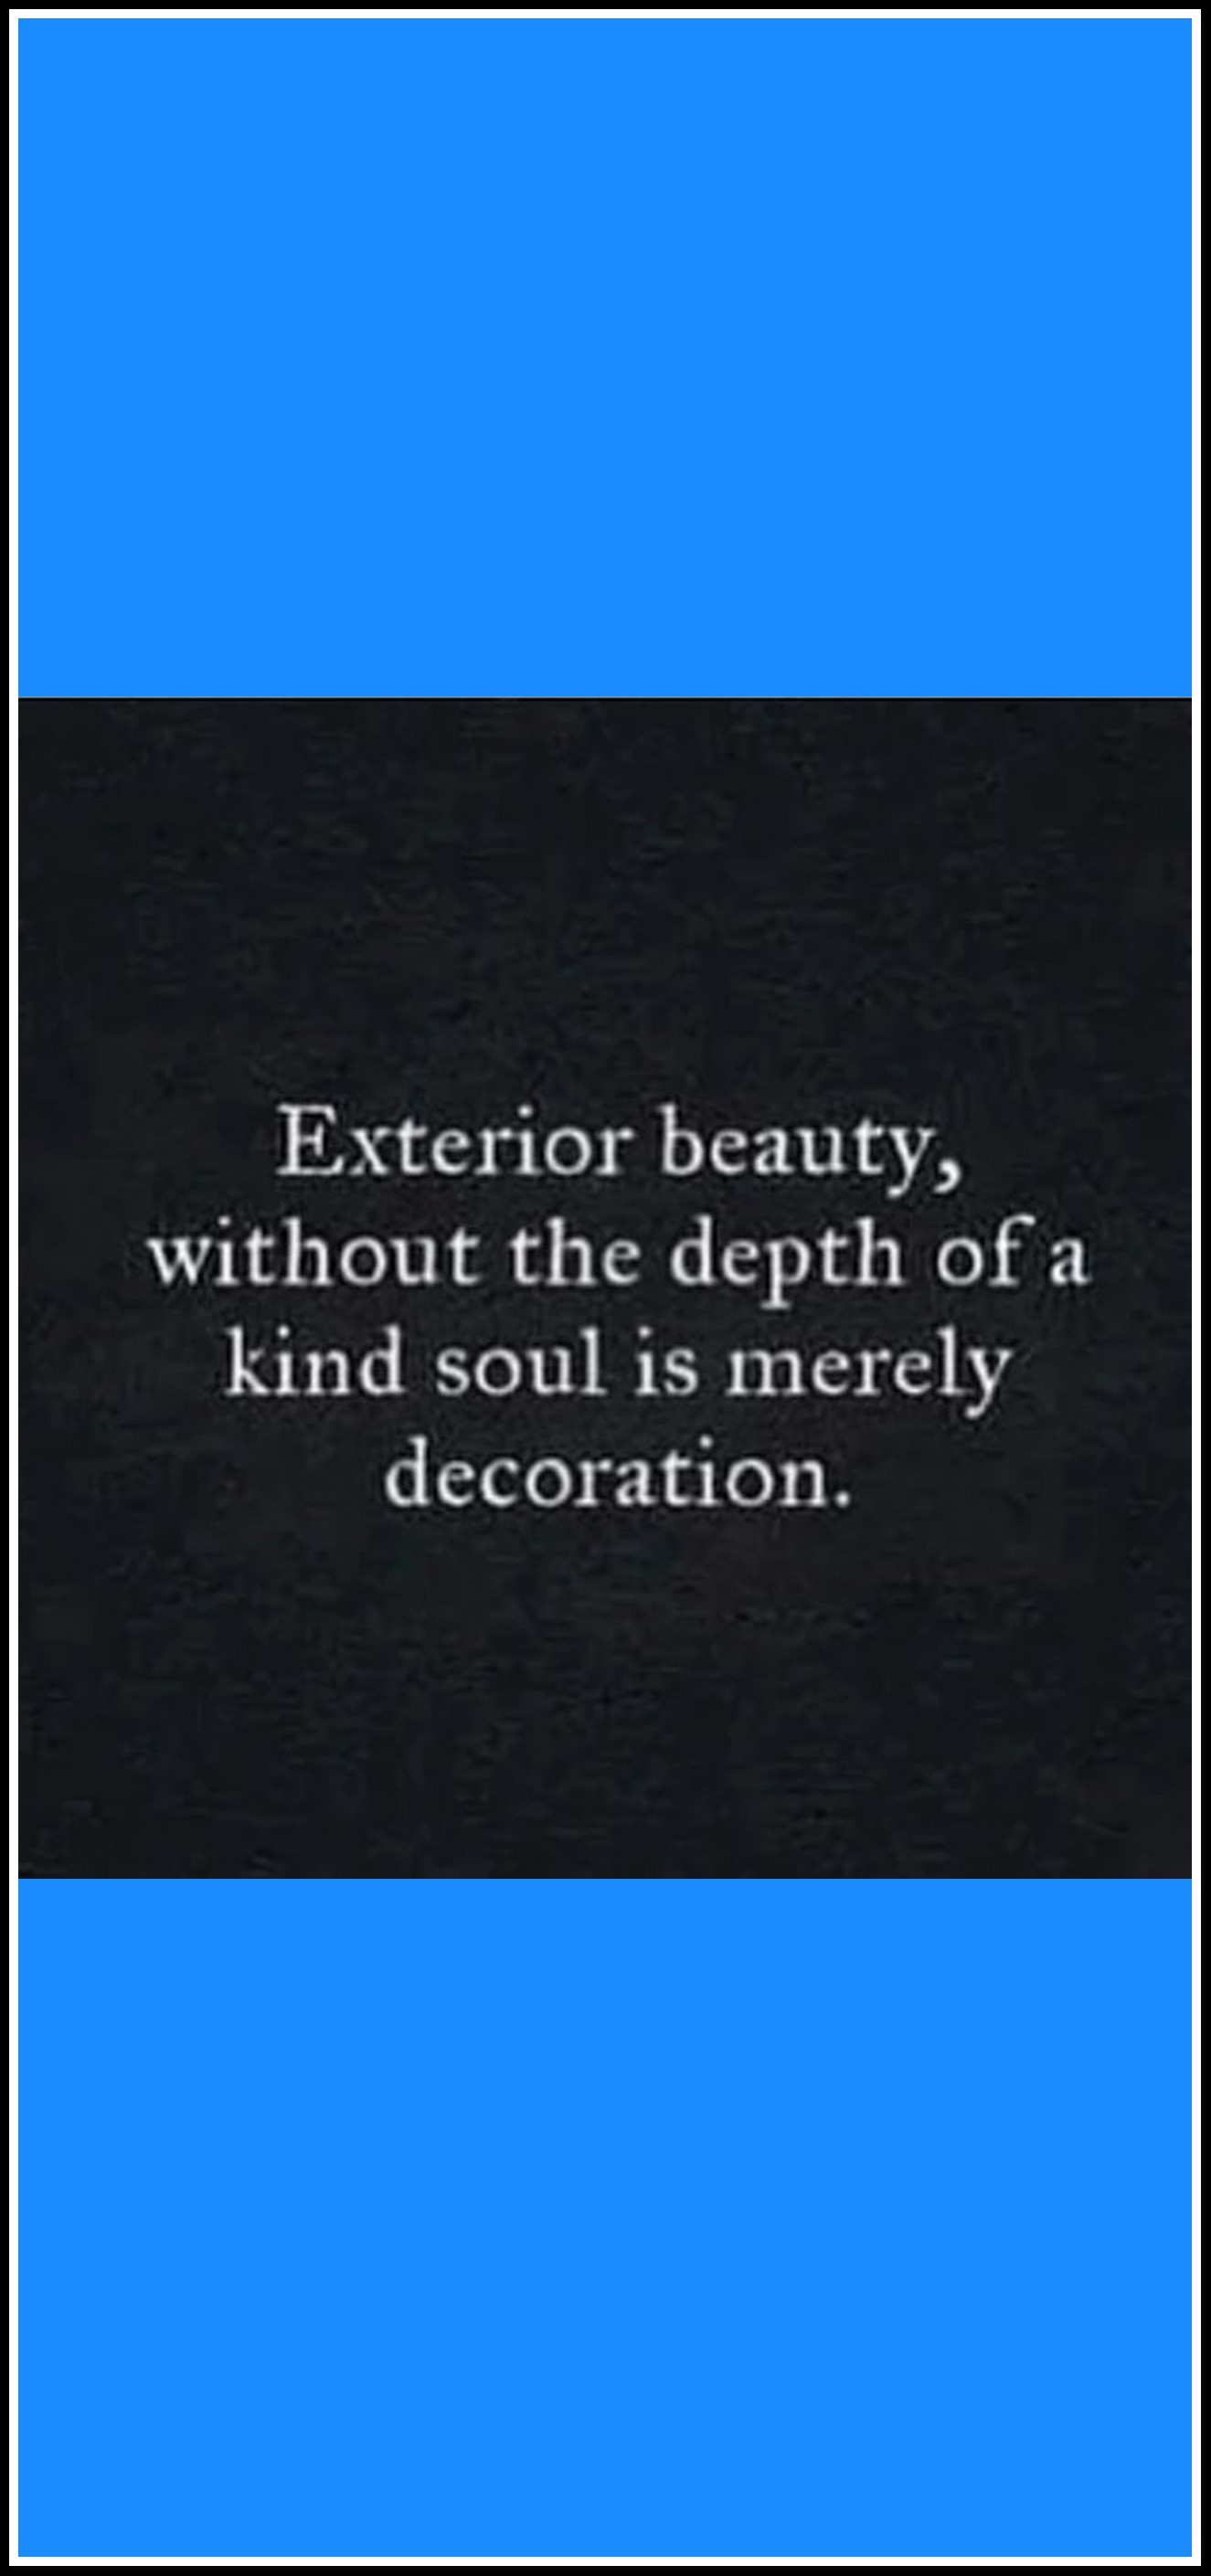 Exterior beauty,
without the depth of a
kind soul is merely
decoration.